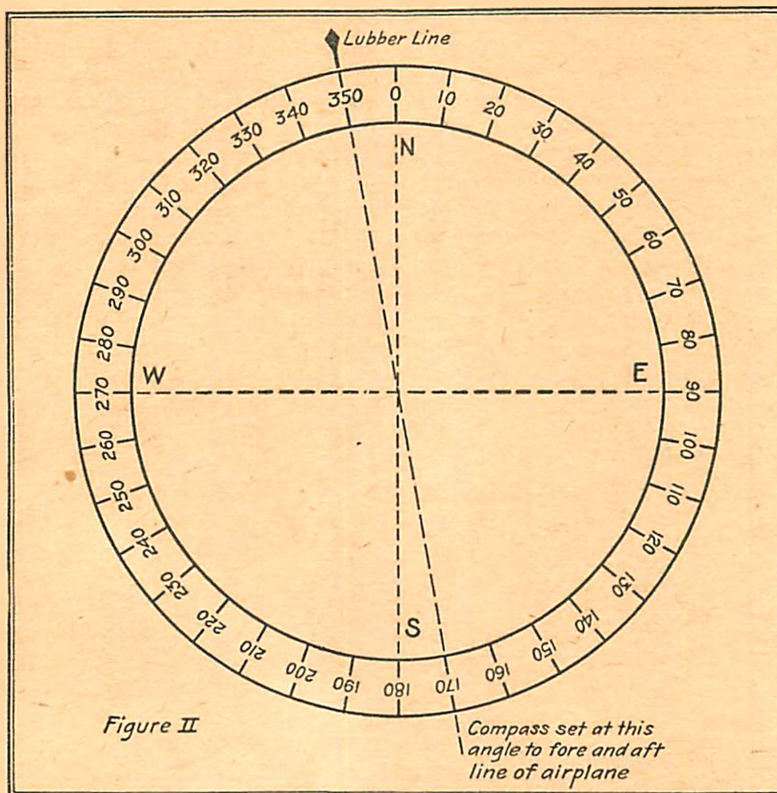 Lubber Line
350 0 10 20 30 40 50 60 70 80 90 100 110 120 130 140 150 160 170 180 190 200 210 220 230 240 250 260 270 280 290 300 310 320 330 340
N
W E
S
Figure II
Compass set at this
angle to fore and aft
line of airplane